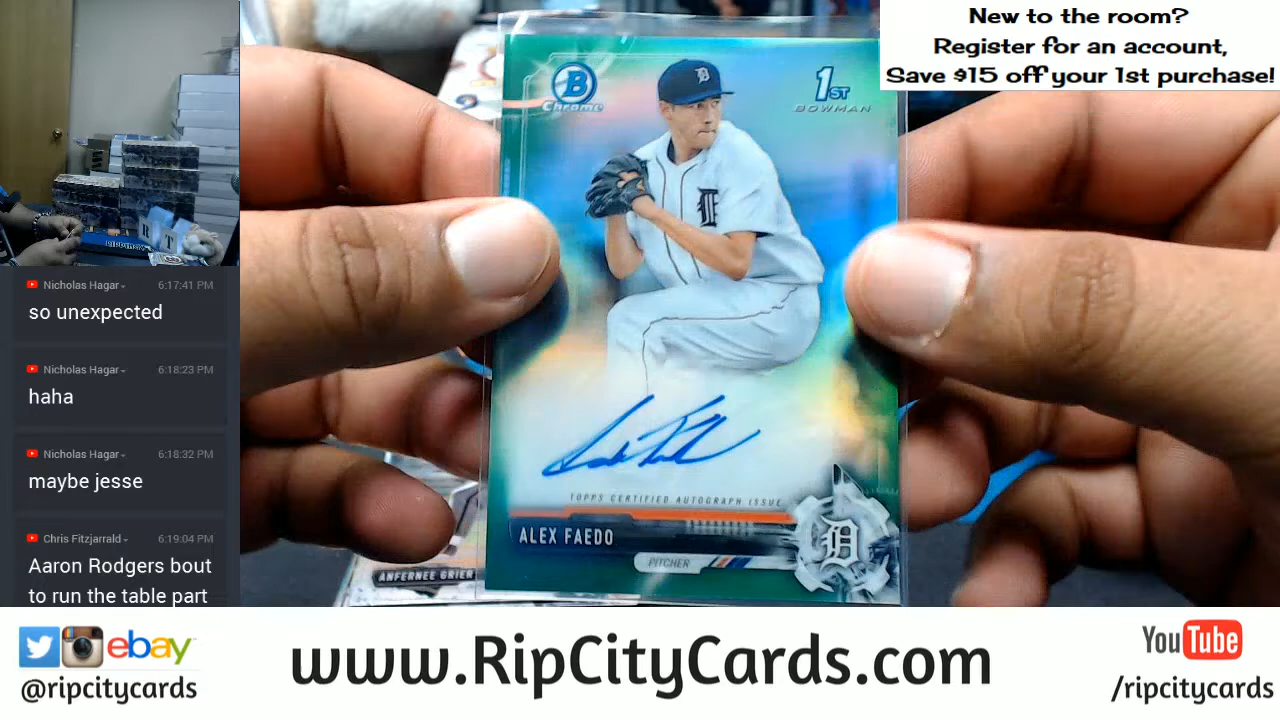 New to the room?
Register for an account,
Save $15 off your 1st purchase!
Nicholas Hagar 6:17:41 PM
so unexpected
Nicholas Hagar 6:18:23 PM
haha
Nicholas Hagar 6:18:32 PM
maybe jesse
Chris Fitzjarrald 6:19:04 PM
Aaron Rodgers bout
to run the table part
B
Chrome
1ST
BOWMAN
D
D
TOPPS CERTIFIED AUTOGRAPH ISSUE
ALEX FAEDO
PITCHER
D
ANFERNEE GRIER
R T
ebay
@ripcitycards
www.RipCityCards.com
YouTube
/ripcitycards